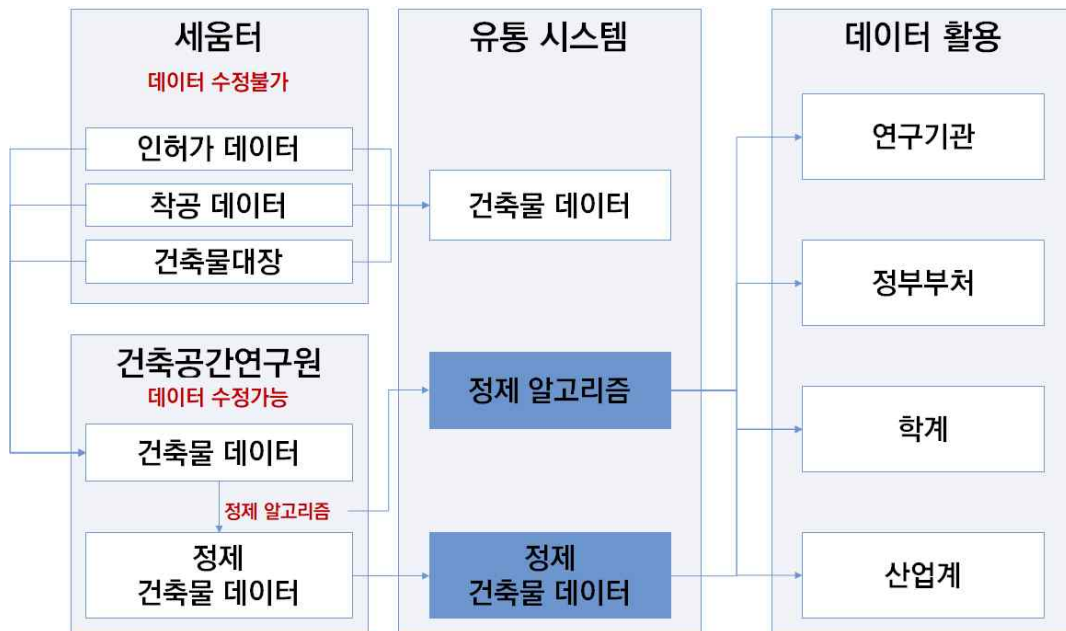 세움터
데이터 수정불가
인허가 데이터
착공 데이터
건축물대장
건축공간연구원
데이터 수정가능
건축물 데이터
정제 알고리즘
정제
건축물 데이터
유통 시스템
건축물 데이터
정제 알고리즘
정제
건축물 데이터
데이터 활용
연구기관
정부부처
학계
산업계